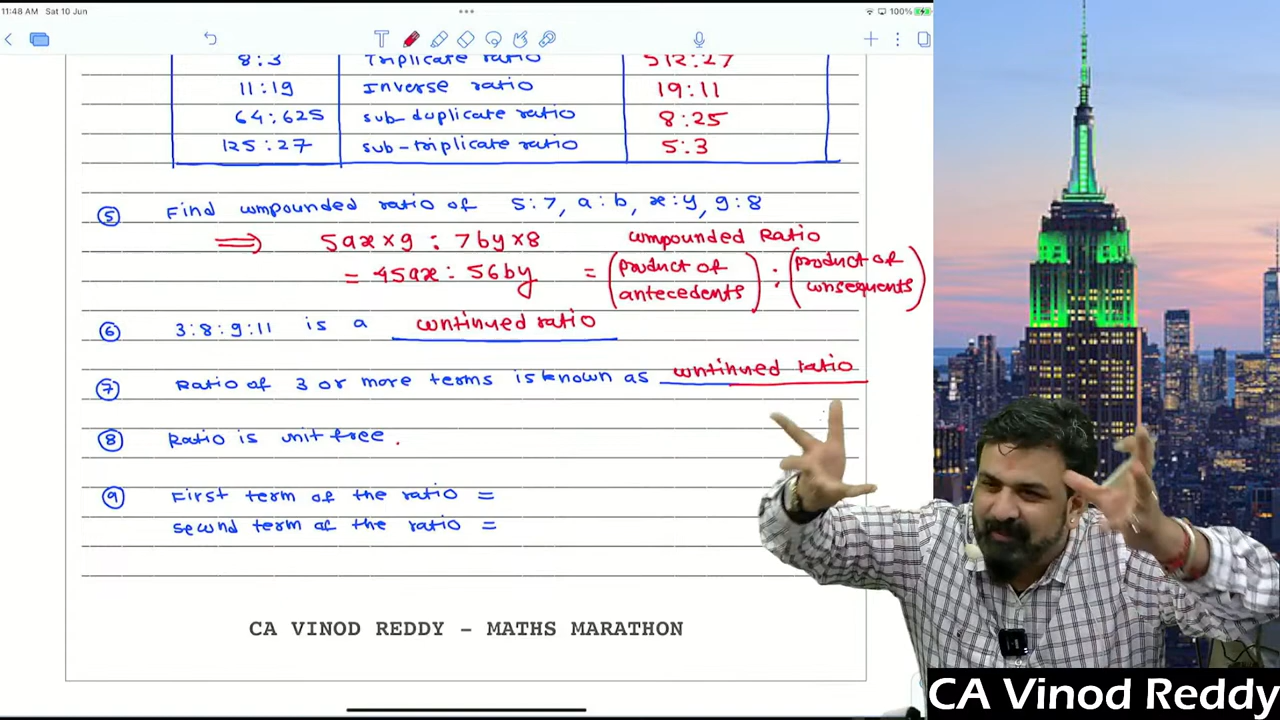 11:48 AM Sat 10 Jun
100%
8:3 Triplicate ratio 512:27
11:19 Inverse ratio 19:11
64:625 sub-duplicate ratio 8:25
125:27 sub-triplicate ratio 5:3
5 Find compounded ratio of 5:7, a:b, x:y, 9:8
⟹ 5ax×9 : 7by×8 compounded Ratio
= 45ax : 56by = (product of antecedents) : (product of consequents)
6 3:8:9:11 is a continued ratio
7 Ratio of 3 or more terms is known as continued ratio
8 Ratio is unit free.
9 First term of the ratio =
second term of the ratio =
CA VINOD REDDY - MATHS MARATHON
CA Vinod Reddy